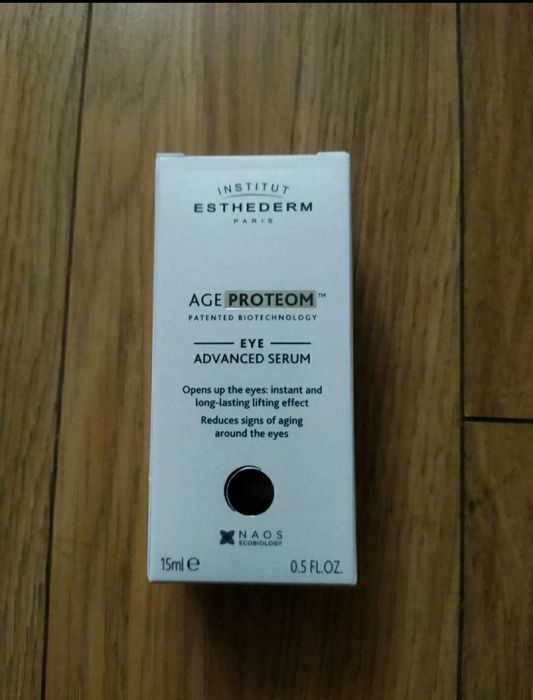 INSTITUT
ESTHEDERM
PARIS
AGE PROTEOM™
PATENTED BIOTECHNOLOGY
EYE
ADVANCED SERUM
Opens up the eyes: instant and
long-lasting lifting effect
Reduces signs of aging
around the eyes
NAOS
ECOBIOLOGY
15ml ℮ 0.5 FL.OZ.